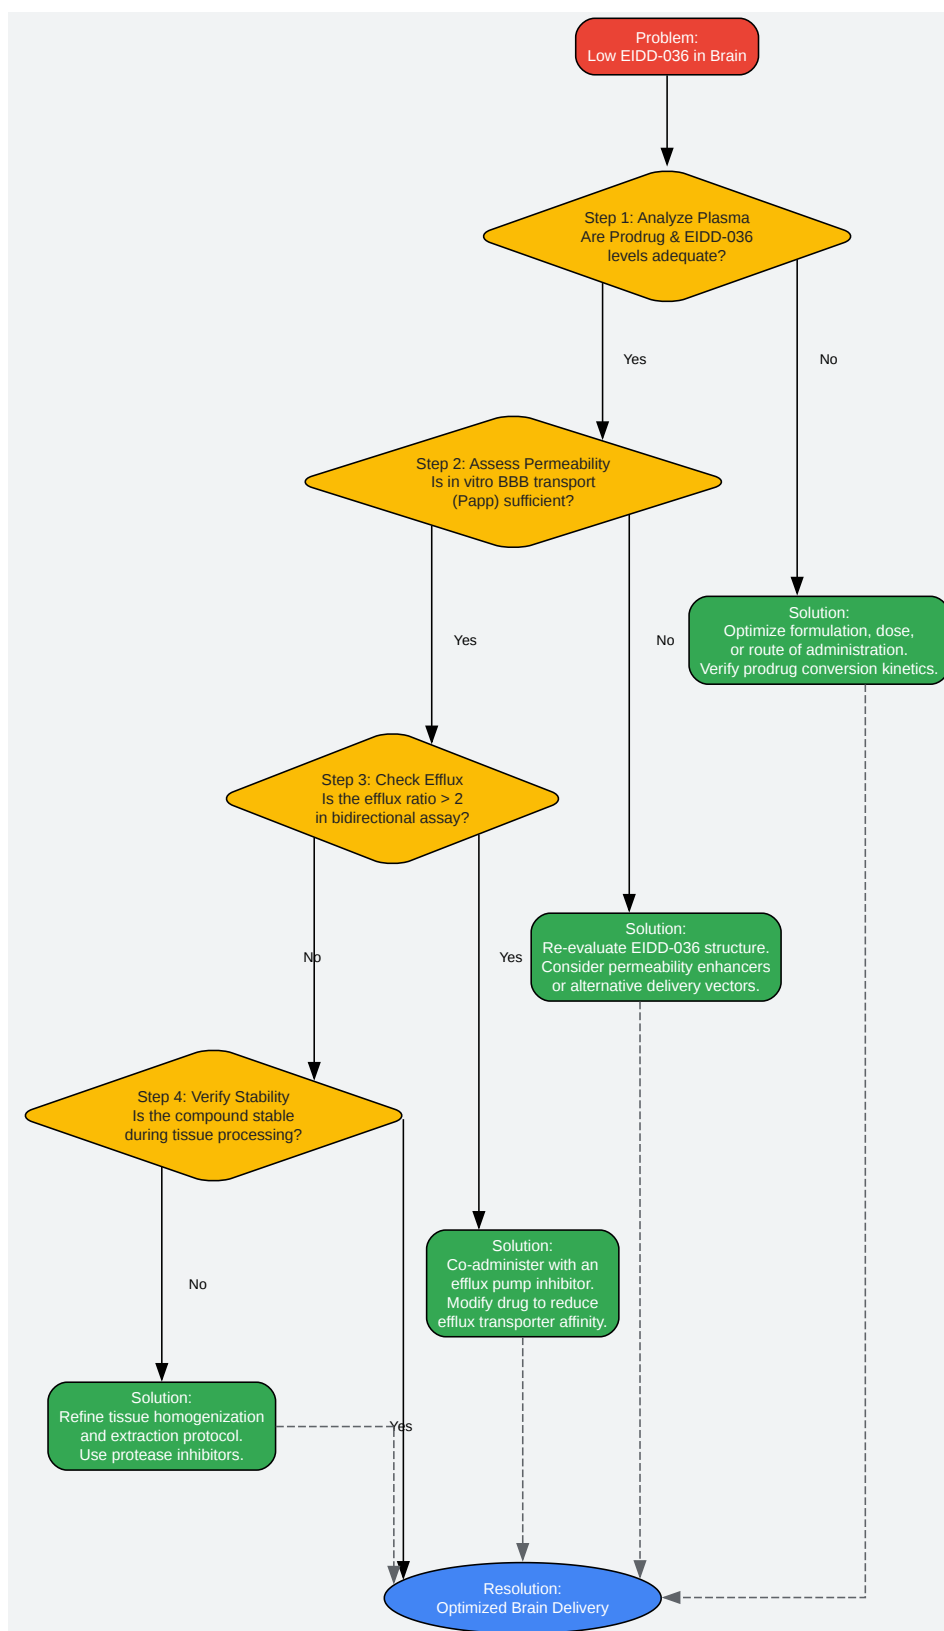 Problem:
Low EIDD-036 in Brain
Step 1: Analyze Plasma
Are Prodrug & EIDD-036
levels adequate?
Yes
No
Step 2: Assess Permeability
Is in vitro BBB transport
(Papp) sufficient?
Yes
No
Solution:
Optimize formulation, dose,
or route of administration.
Verify prodrug conversion kinetics.
Step 3: Check Efflux
Is the efflux ratio > 2
in bidirectional assay?
No
Yes
Solution:
Re-evaluate EIDD-036 structure.
Consider permeability enhancers
or alternative delivery vectors.
Step 4: Verify Stability
Is the compound stable
during tissue processing?
No
Yes
Solution:
Co-administer with an
efflux pump inhibitor.
Modify drug to reduce
efflux transporter affinity.
Solution:
Refine tissue homogenization
and extraction protocol.
Use protease inhibitors.
Resolution:
Optimized Brain Delivery